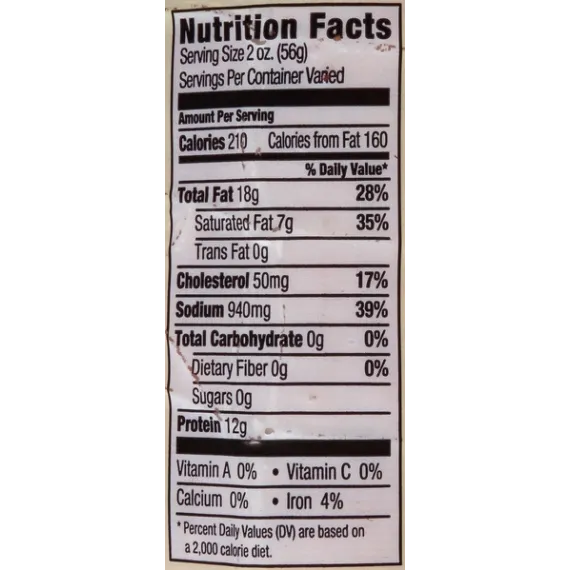 Nutrition Facts
Serving Size 2 oz. (56g)
Servings Per Container Varied
Amount Per Serving
Calories 210 Calories from Fat 160
% Daily Value*
Total Fat 18g 28%
Saturated Fat 7g 35%
Trans Fat 0g
Cholesterol 50mg 17%
Sodium 940mg 39%
Total Carbohydrate 0g 0%
Dietary Fiber 0g 0%
Sugars 0g
Protein 12g
Vitamin A 0% • Vitamin C 0%
Calcium 0% • Iron 4%
* Percent Daily Values (DV) are based on
a 2,000 calorie diet.